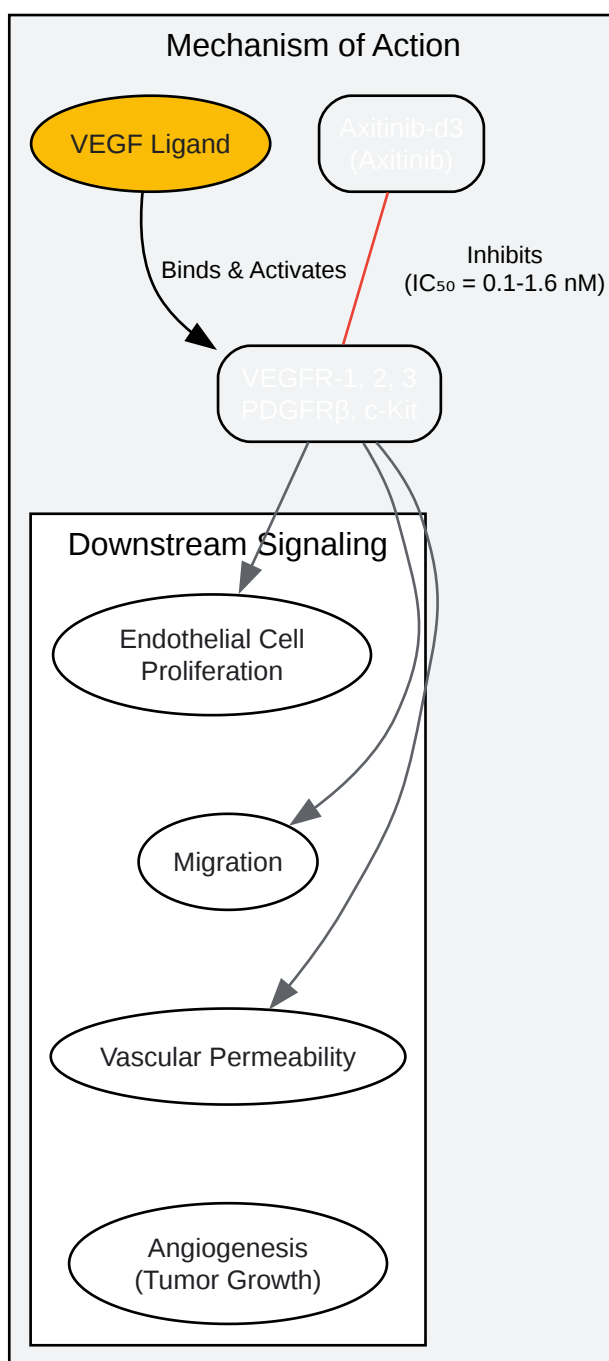 Mechanism of Action
VEGF Ligand
Axitinib-d3
(Axitinib)
Binds & Activates
Inhibits
(IC₅₀ = 0.1-1.6 nM)
VEGFR-1, 2, 3
PDGFRβ, c-Kit
Downstream Signaling
Endothelial Cell
Proliferation
Migration
Vascular Permeability
Angiogenesis
(Tumor Growth)